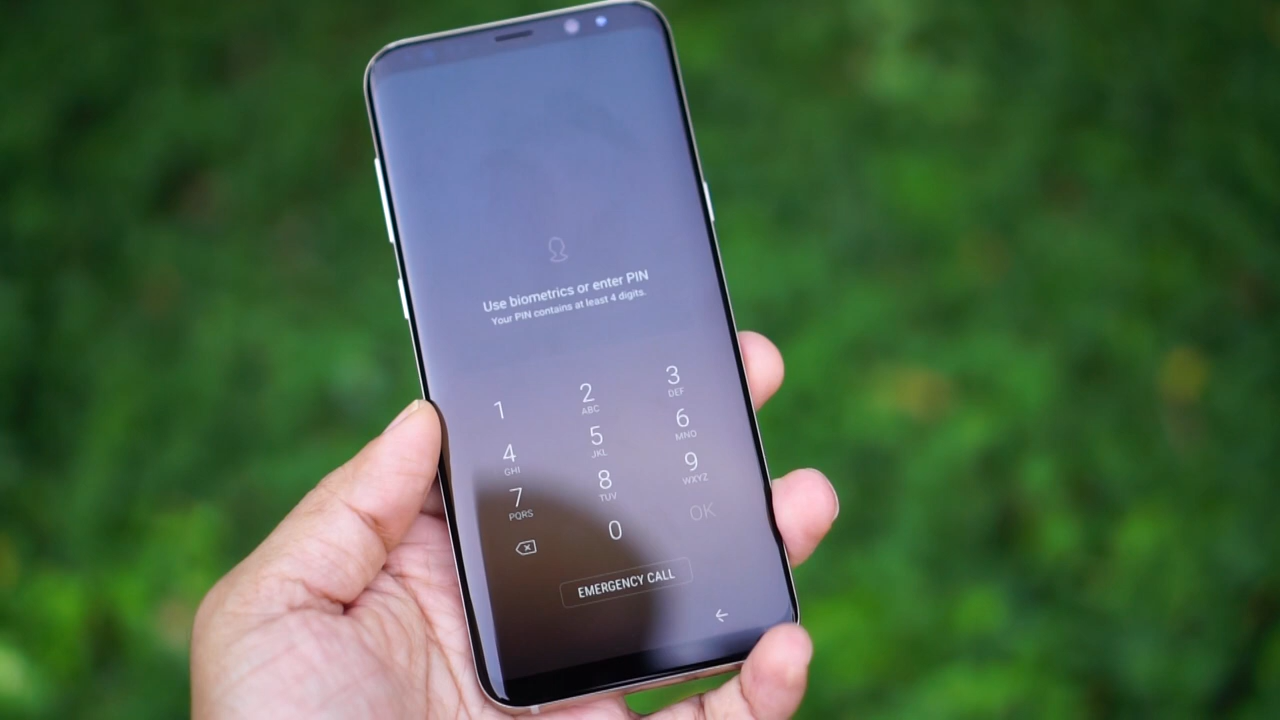 Use biometrics or enter PIN
Your PIN contains at least 4 digits.
1 2 3
ABC DEF
4 5 6
GHI JKL MNO
7 8 9
PQRS TUV WXYZ
0 OK
EMERGENCY CALL